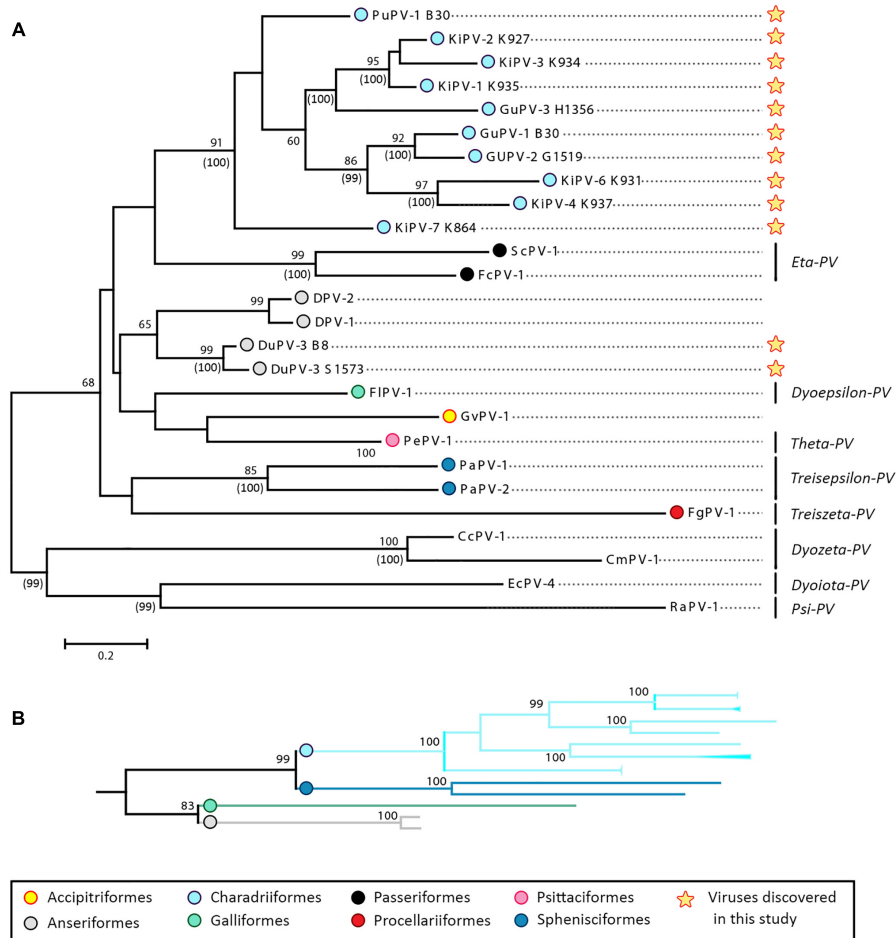 A
PuPV-1 B30
KiPV-2 K927
95
KiPV-3 K934
(100)
(100)
KiPV-1 K935
GuPV-3 H1356
92
GuPV-1 B30
91
60
(100)
86
(100)
GUPV-2 G1519
(99)
97
KiPV-6 K931
(100)
KiPV-4 K937
KiPV-7 K864
99
ScPV-1
(100)
FcPV-1
Eta-PV
99
DPV-2
65
DPV-1
99
DuPV-3 B8
(100)
DuPV-3 S1573
68
FlPV-1
Dyoepsilon-PV
GvPV-1
PePV-1
Theta-PV
100
85
PaPV-1
(100)
PaPV-2
Treisepsilon-PV
FgPV-1
Treiszeta-PV
100
CcPV-1
(100)
CmPV-1
Dyozeta-PV
(99)
EcPV-4
Dyoiota-PV
(99)
RaPV-1
Psi-PV
0.2
B
100
99
100
100
100
99
100
83
100
Accipitriformes
Charadriiformes
Passeriformes
Psittaciformes
Viruses discovered
in this study
Anseriformes
Galliformes
Procellariiformes
Sphenisciformes